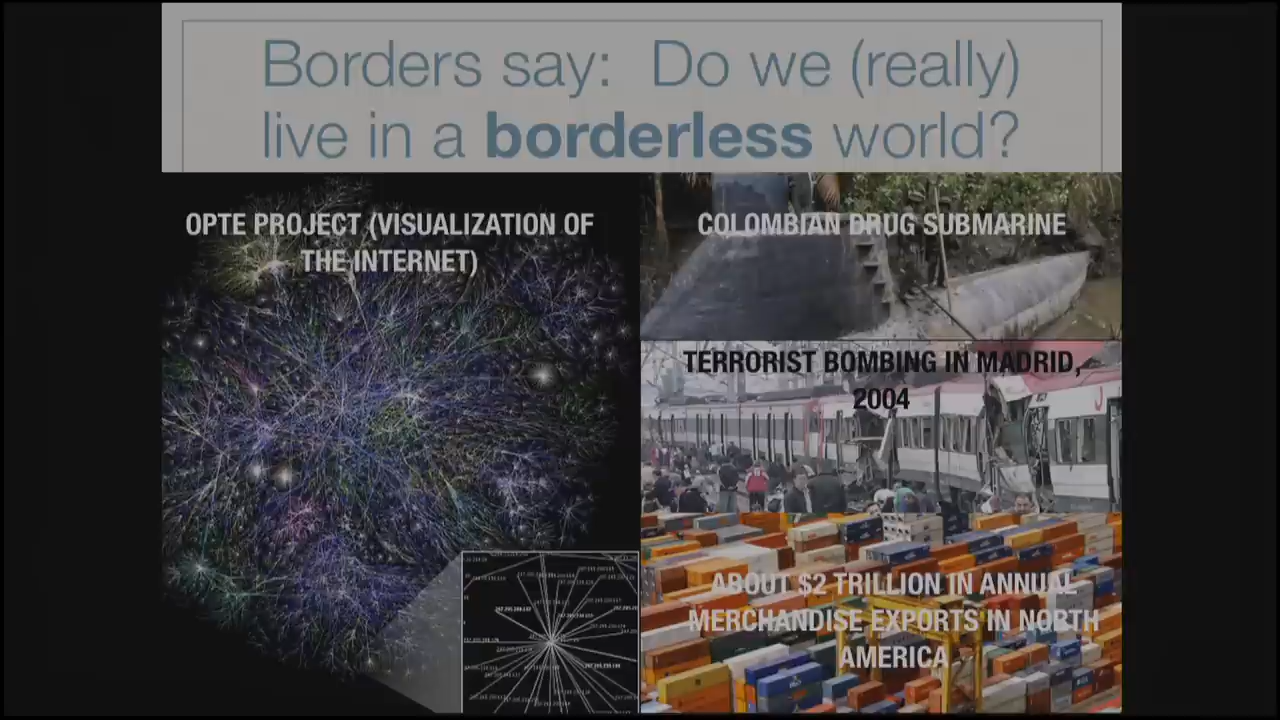 Borders say: Do we (really)
live in a borderless world?
OPTE PROJECT (VISUALIZATION OF
THE INTERNET)
COLOMBIAN DRUG SUBMARINE
TERRORIST BOMBING IN MADRID,
2004
ABOUT $2 TRILLION IN ANNUAL
MERCHANDISE EXPORTS IN NORTH
AMERICA